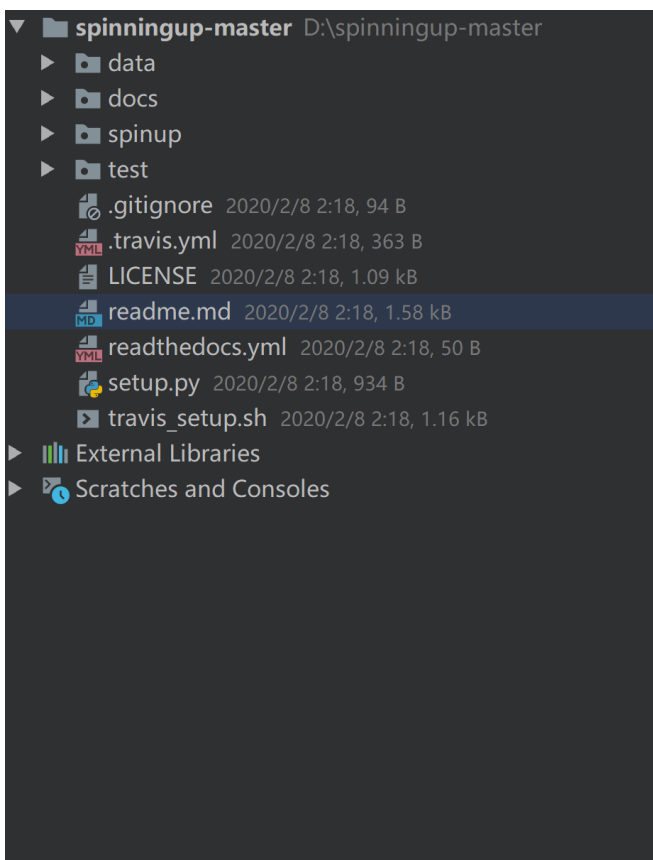 spinningup-master D:\spinningup-master
data
docs
spinup
test
.gitignore 2020/2/8 2:18, 94 B
YML .travis.yml 2020/2/8 2:18, 363 B
LICENSE 2020/2/8 2:18, 1.09 kB
MD readme.md 2020/2/8 2:18, 1.58 kB
YML readthedocs.yml 2020/2/8 2:18, 50 B
setup.py 2020/2/8 2:18, 934 B
travis_setup.sh 2020/2/8 2:18, 1.16 kB
External Libraries
Scratches and Consoles